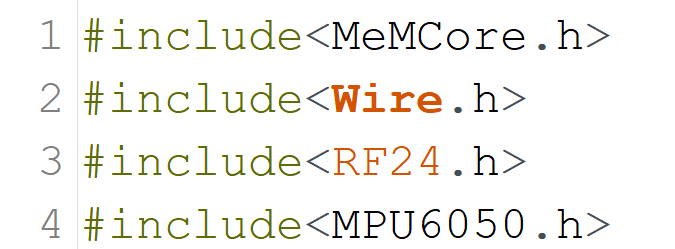 1 #include<MeMCore.h>
2 #include<Wire.h>
3 #include<RF24.h>
4 #include<MPU6050.h>